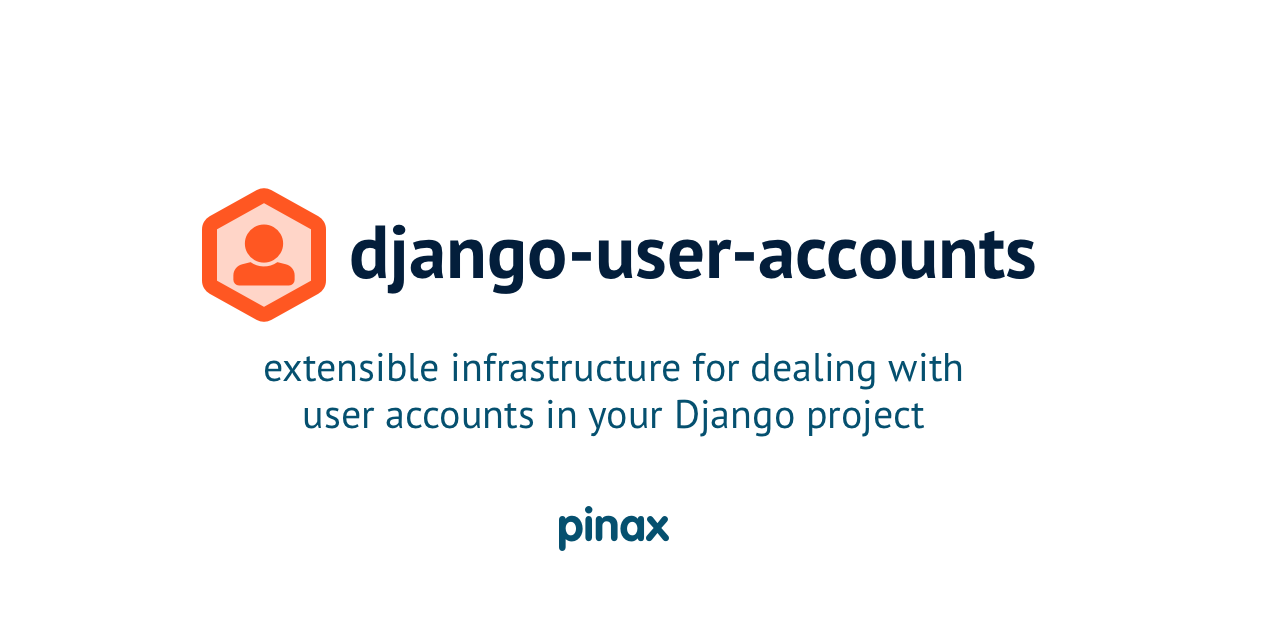 django-user-accounts
extensible infrastructure for dealing with
user accounts in your Django project
pinax